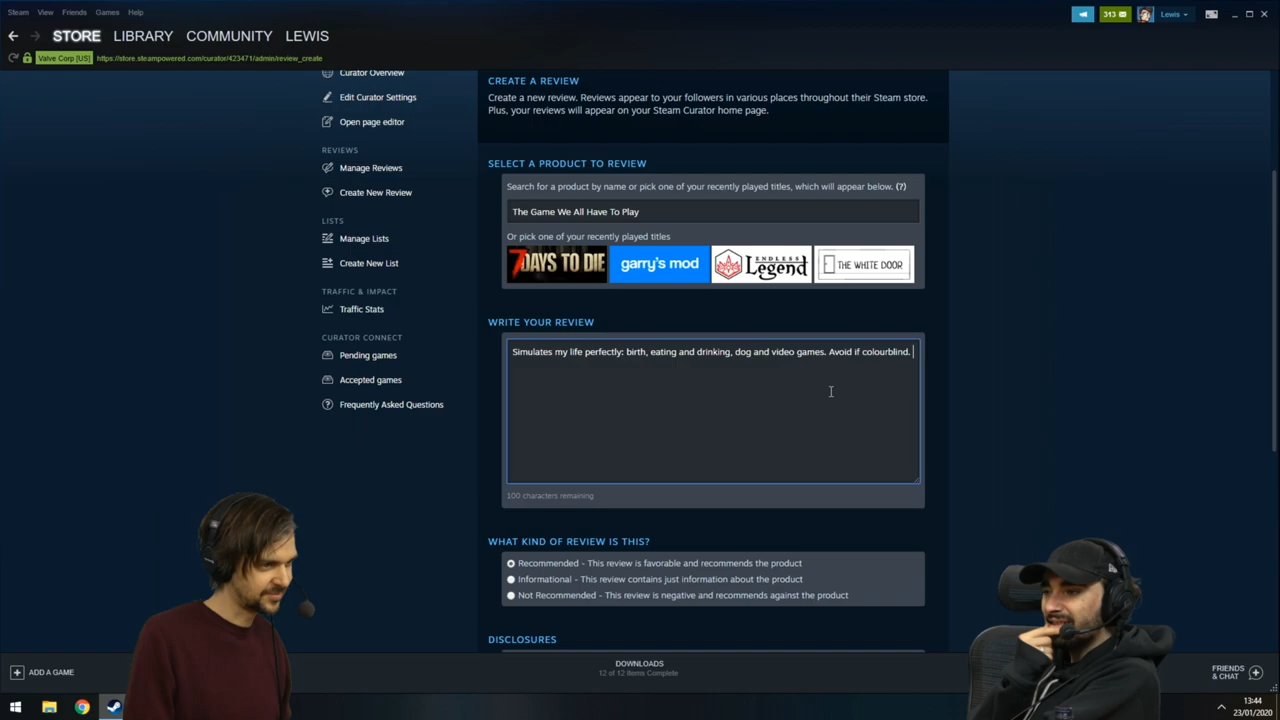 Steam View Friends Games Help
313
Lewis
STORE LIBRARY COMMUNITY LEWIS
Valve Corp [US] https://store.steampowered.com/curator/423471/admin/review_create
Curator Overview
Edit Curator Settings
Open page editor
REVIEWS
Manage Reviews
Create New Review
LISTS
Manage Lists
Create New List
TRAFFIC & IMPACT
Traffic Stats
CURATOR CONNECT
Pending games
Accepted games
Frequently Asked Questions
CREATE A REVIEW
Create a new review. Reviews appear to your followers in various places throughout their Steam store.
Plus, your reviews will appear on your Steam Curator home page.
SELECT A PRODUCT TO REVIEW
Search for a product by name or pick one of your recently played titles, which will appear below. (?)
The Game We All Have To Play
Or pick one of your recently played titles
7 DAYS TO DIE
garry's mod
ENDLESS
Legend
THE WHITE DOOR
WRITE YOUR REVIEW
Simulates my life perfectly: birth, eating and drinking, dog and video games. Avoid if colourblind.
100 characters remaining
WHAT KIND OF REVIEW IS THIS?
Recommended - This review is favorable and recommends the product
Informational - This review contains just information about the product
Not Recommended - This review is negative and recommends against the product
DISCLOSURES
ADD A GAME
DOWNLOADS
12 of 12 Items Complete
FRIENDS
& CHAT
13:44
23/01/2020